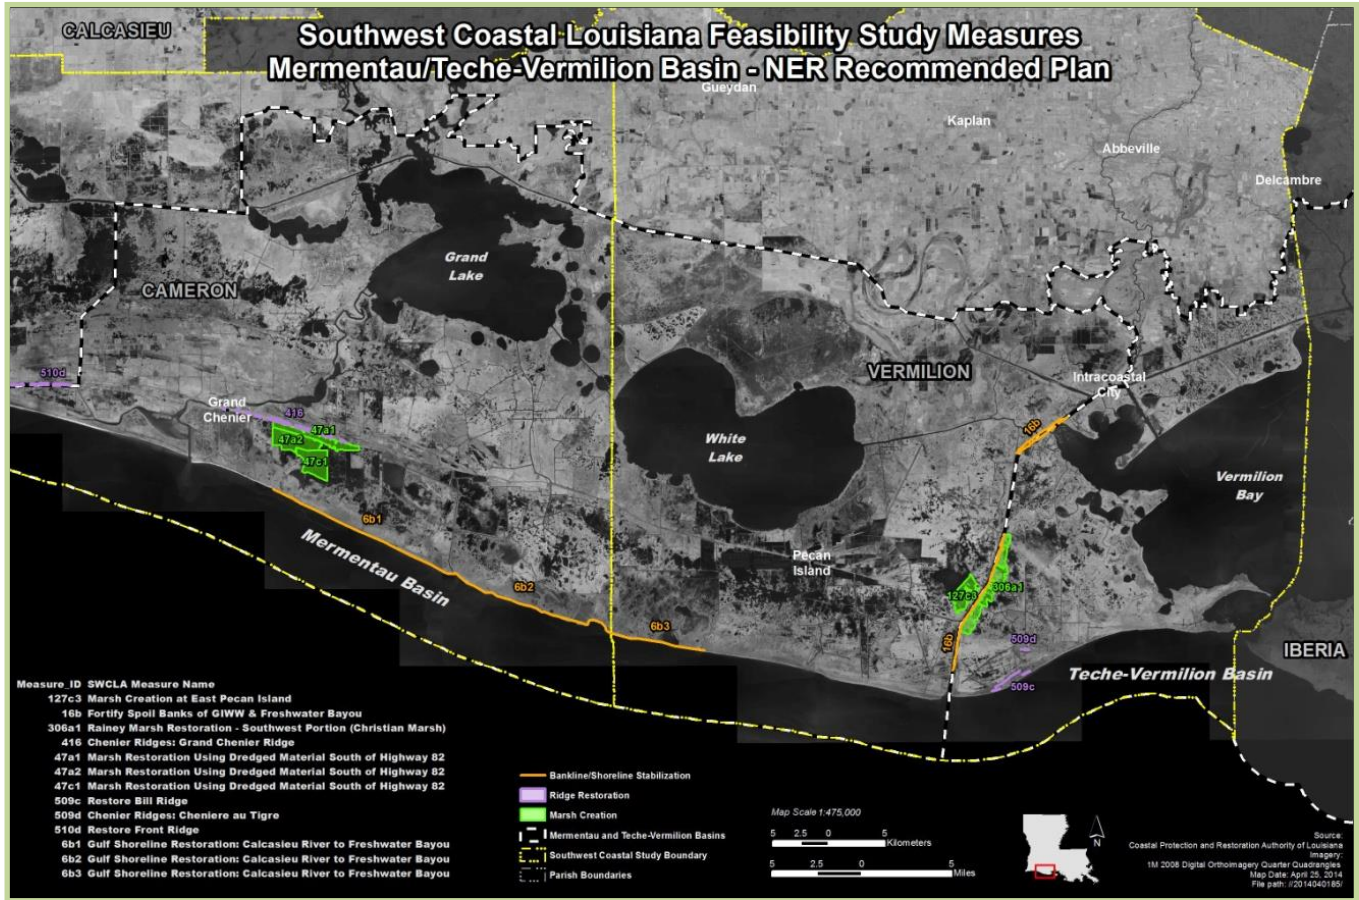 CALCASIEU
Southwest Coastal Louisiana Feasibility Study Measures
Mermentau/Teche-Vermilion Basin - NER Recommended Plan
Gueydan
Kaplan
Abbeville
Delcambre
Grand
Lake
CAMERON
VERMILION
510d
Grand
Chenier
416
47a1
47a2
47c1
Intracoastal
City
16b
White
Lake
Vermilion
Bay
6b1
Mermentau Basin
6b2
6b3
Pecan
Island
127c3
306a1
16b
509d
509c
IBERIA
Teche-Vermilion Basin
Measure_ID SWCLA Measure Name
127c3 Marsh Creation at East Pecan Island
16b Fortify Spoil Banks of GIWW & Freshwater Bayou
306a1 Rainey Marsh Restoration - Southwest Portion (Christian Marsh)
416 Chenier Ridges: Grand Chenier Ridge
47a1 Marsh Restoration Using Dredged Material South of Highway 82
47a2 Marsh Restoration Using Dredged Material South of Highway 82
47c1 Marsh Restoration Using Dredged Material South of Highway 82
509c Restore Bill Ridge
509d Chenier Ridges: Cheniere au Tigre
510d Restore Front Ridge
6b1 Gulf Shoreline Restoration: Calcasieu River to Freshwater Bayou
6b2 Gulf Shoreline Restoration: Calcasieu River to Freshwater Bayou
6b3 Gulf Shoreline Restoration: Calcasieu River to Freshwater Bayou
Bankline/Shoreline Stabilization
Ridge Restoration
Marsh Creation
Mermentau and Teche-Vermilion Basins
Southwest Coastal Study Boundary
Parish Boundaries
Map Scale 1:475,000
5 2.5 0 5
Kilometers
5 2.5 0 5
Miles
N
Source:
Coastal Protection and Restoration Authority of Louisiana
Imagery:
1M 2008 Digital Orthoimagery Quarter Quadrangles
Map Date: April 25, 2014
File path: //2014040185/